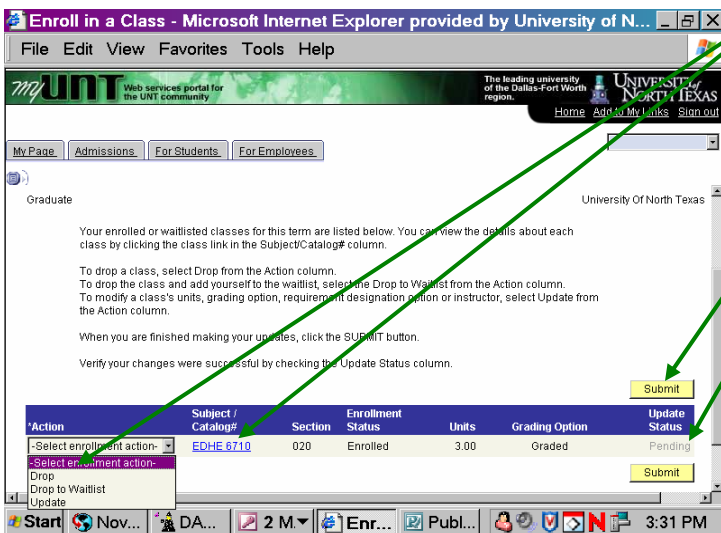 Enroll in a Class - Microsoft Internet Explorer provided by University of N...
File Edit View Favorites Tools Help
myUNT Web services portal for
the UNT community
The leading university
of the Dallas-Fort Worth
region.
UNIVERSITY of
NORTH TEXAS
Home Add to My Links Sign out
My Page Admissions For Students For Employees
Graduate University Of North Texas
Your enrolled or waitlisted classes for this term are listed below. You can view the details about each
class by clicking the class link in the Subject/Catalog# column.
To drop a class, select Drop from the Action column.
To drop the class and add yourself to the waitlist, select the Drop to Waitlist from the Action column.
To modify a class's units, grading option, requirement designation option or instructor, select Update from
the Action column.
When you are finished making your updates, click the SUBMIT button.
Verify your changes were successful by checking the Update Status column.
Submit
*Action Subject / Catalog# Section Enrollment Status Units Grading Option Update Status
-Select enrollment action- EDHE 6710 020 Enrolled 3.00 Graded Pending
-Select enrollment action-
Drop
Drop to Waitlist
Update
Submit
Start Nov... DA... 2 M. Enr... Publ... 3:31 PM